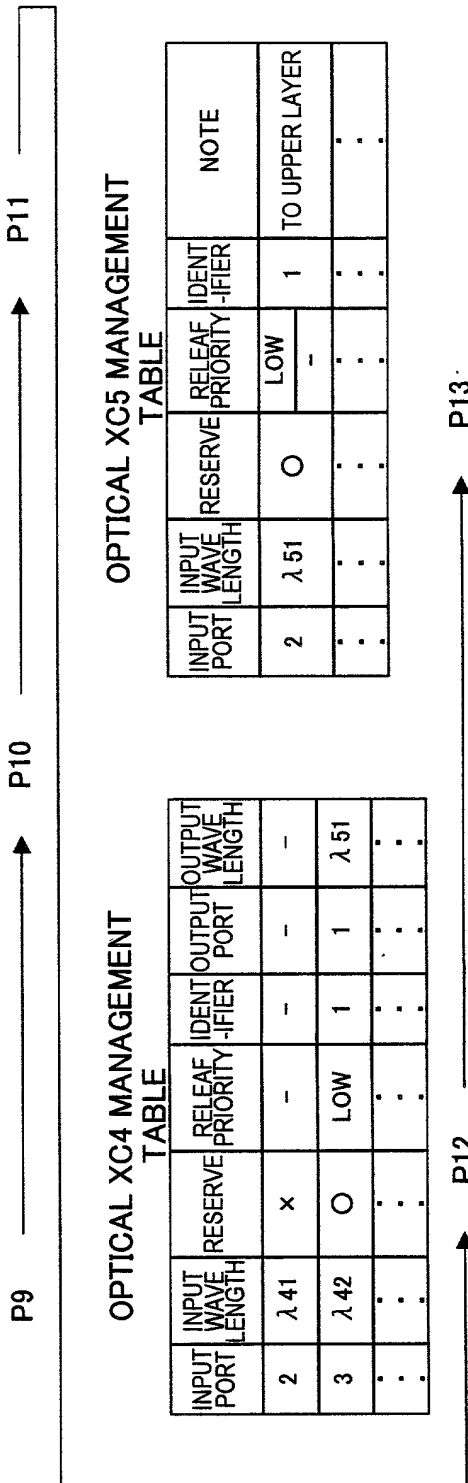 P9 P10 P11
OPTICAL XC4 MANAGEMENT
TABLE
INPUT PORT INPUT WAVE LENGTH RESERVE RELEAF PRIORITY IDENT-IFIER OUTPUT PORT OUTPUT WAVE LENGTH
2 λ41 × - - - -
3 λ42 ○ LOW 1 1 λ51
... ... ... ... ... ... ...
OPTICAL XC5 MANAGEMENT
TABLE
INPUT PORT INPUT WAVE LENGTH RESERVE RELEAF PRIORITY IDENT-IFIER NOTE
2 λ51 ○ LOW - 1 TO UPPER LAYER
... ... ... ... ... ...
P12 P13